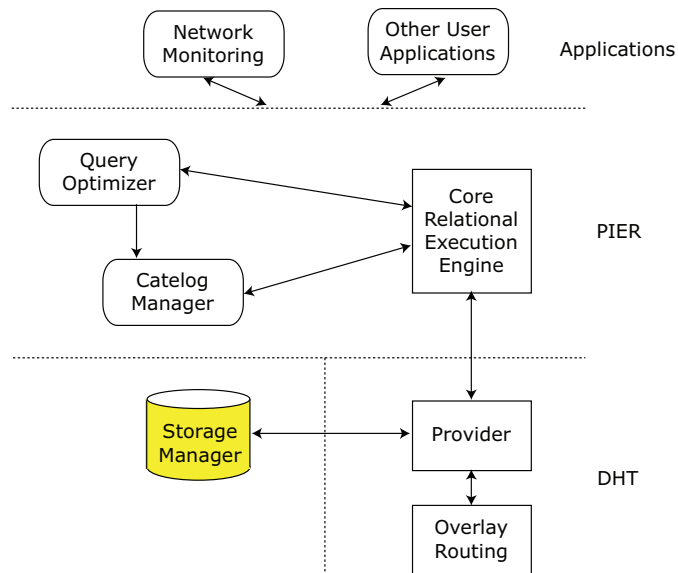 Network
Monitoring
Other User
Applications
Applications
Query
Optimizer
Core
Relational
Execution
Engine
PIER
Catelog
Manager
Storage
Manager
Provider
DHT
Overlay
Routing